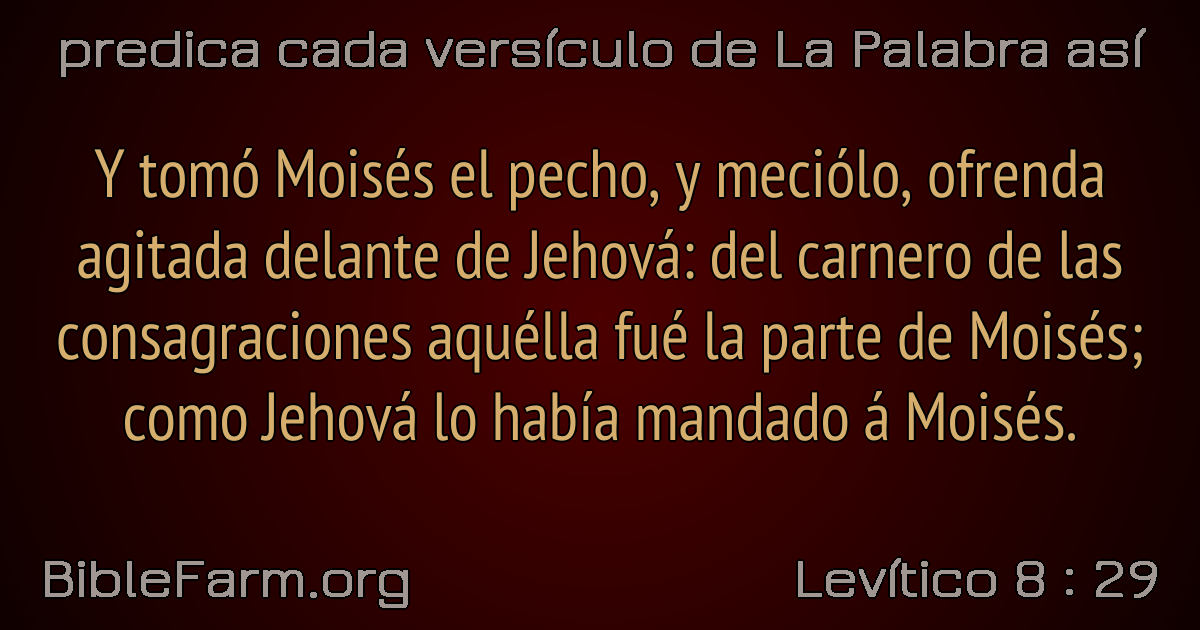 predica cada versículo de La Palabra así
Y tomó Moisés el pecho, y meciólo, ofrenda
agitada delante de Jehová: del carnero de las
consagraciones aquélla fué la parte de Moisés;
como Jehová lo había mandado á Moisés.
BibleFarm.org
Levítico 8 : 29